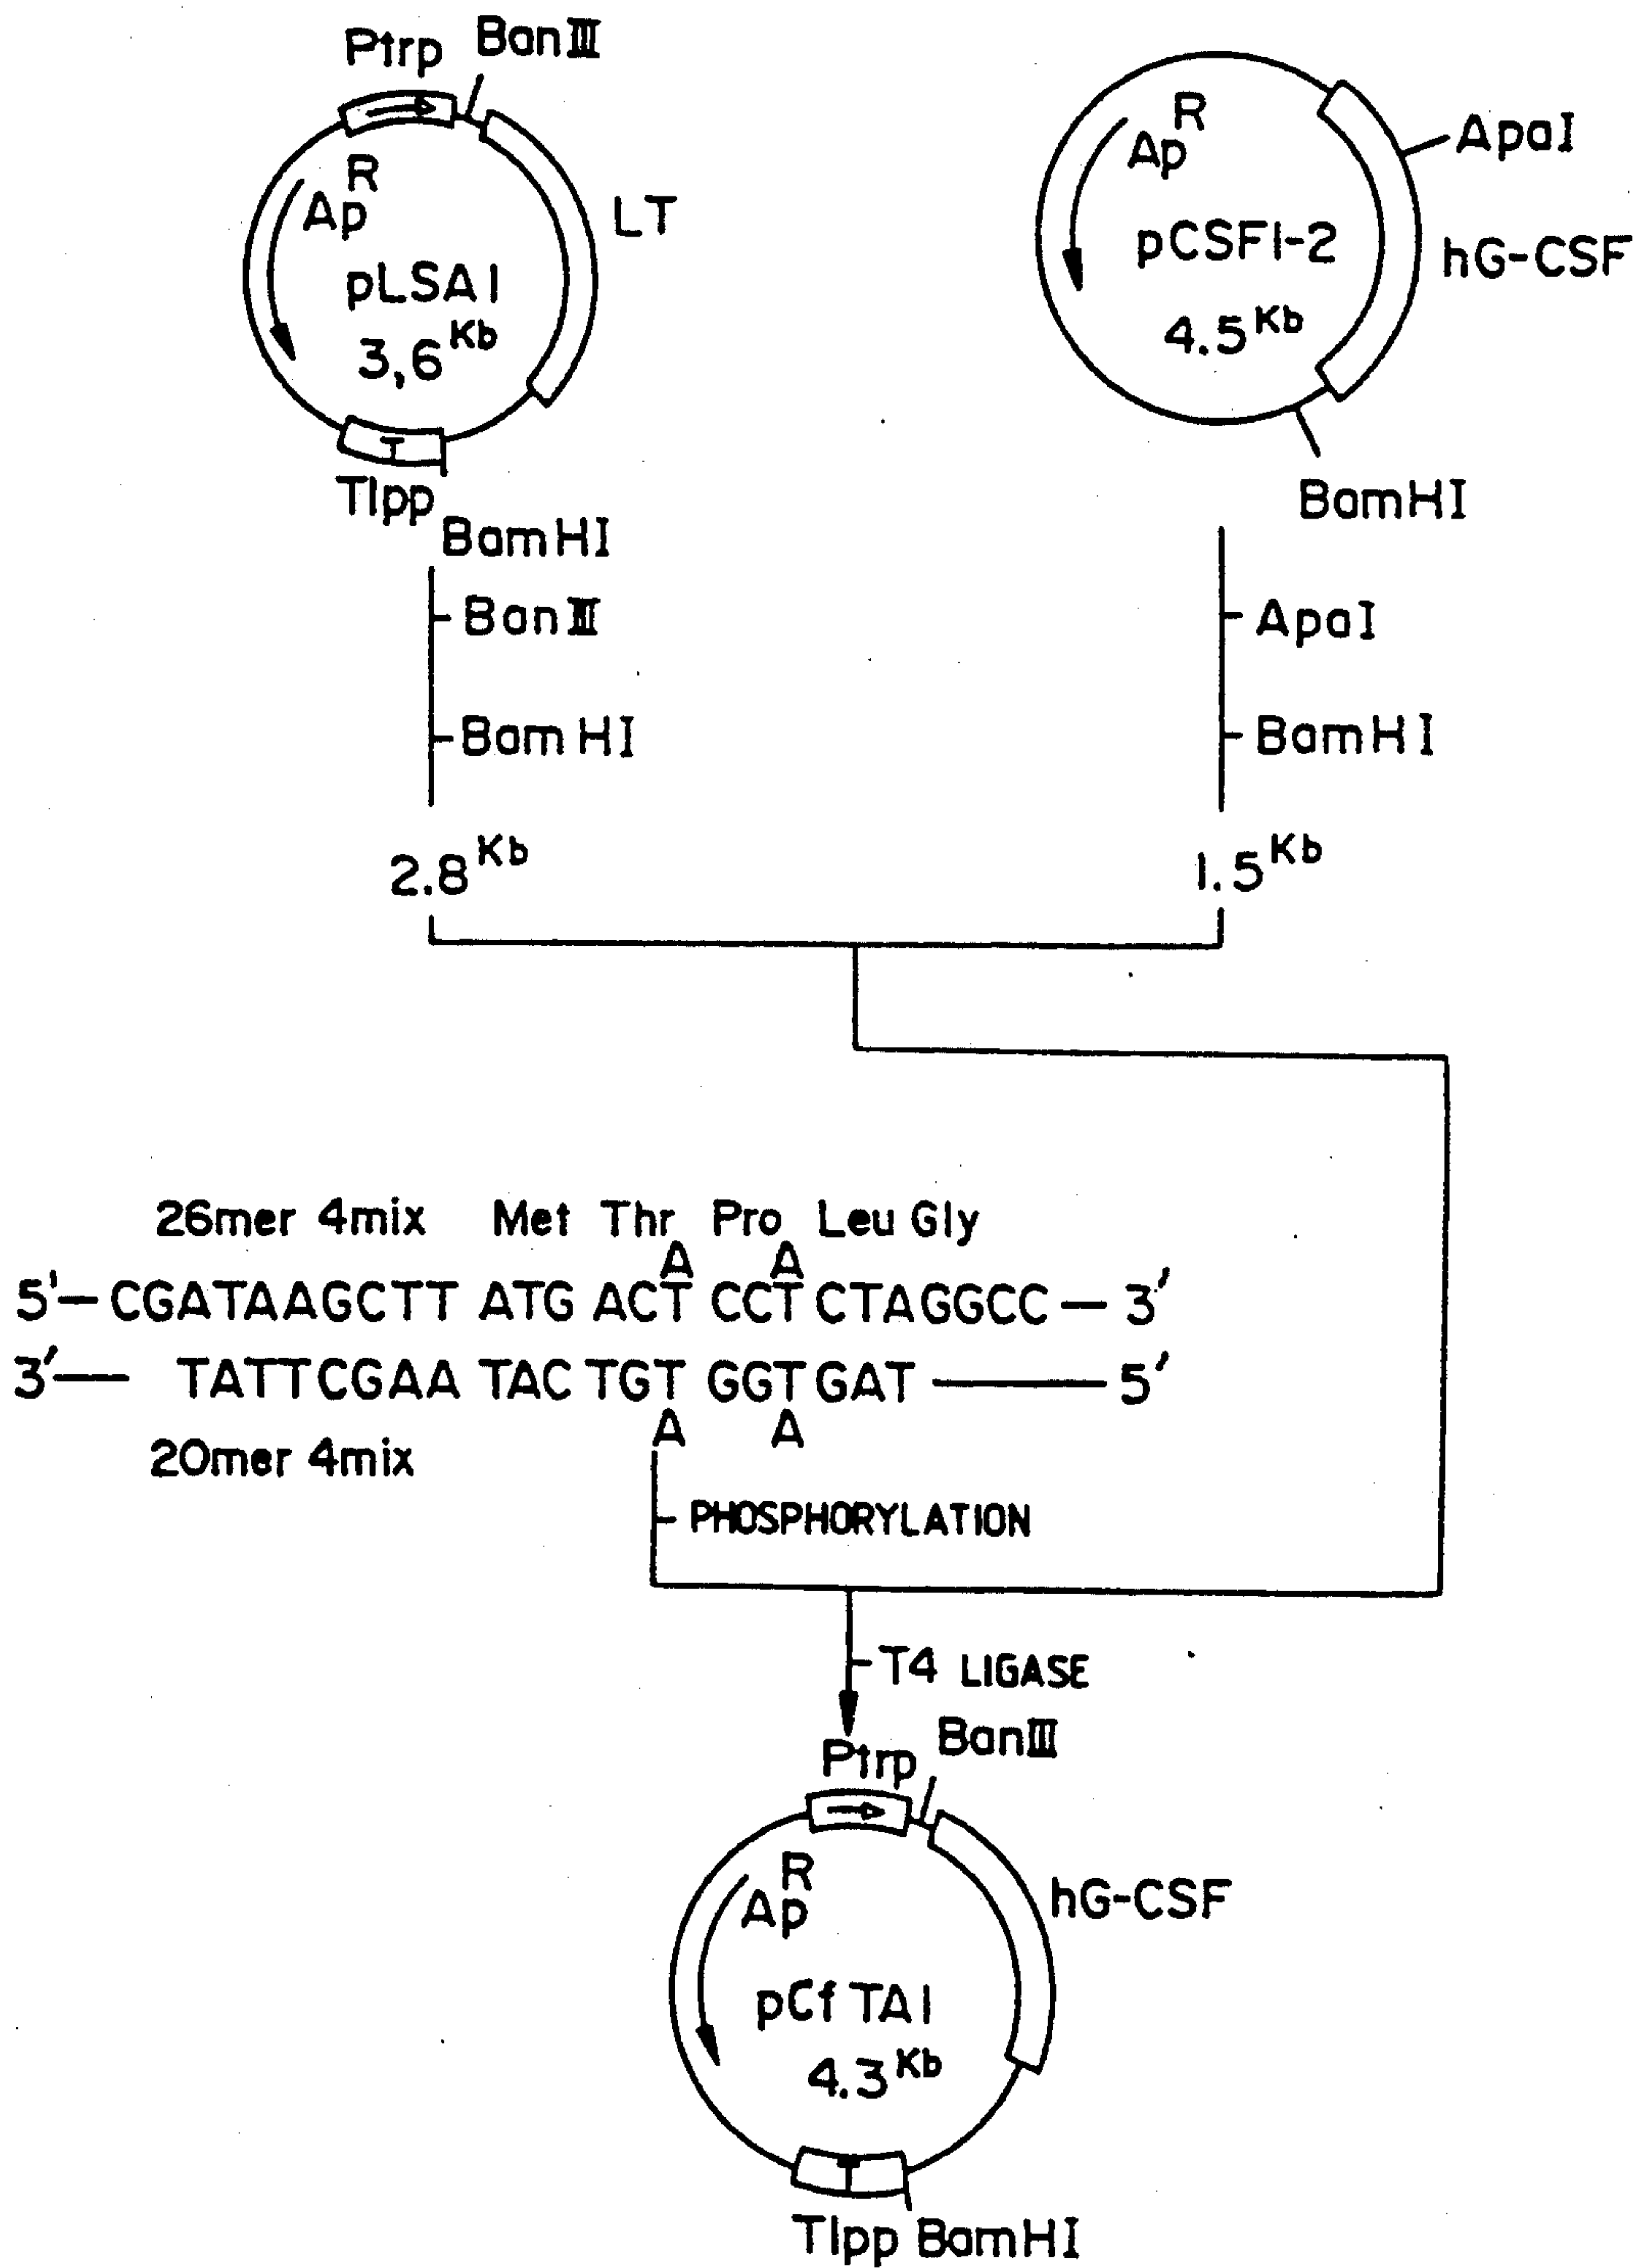 Ptrp BanIII
Ap R
LT
pLSA1
3,6 Kb
Tlpp
BamHI
BanIII
BamHI
2.8 Kb
Ap R
ApaI
pCSF1-2
hG-CSF
4.5 Kb
BamHI
ApaI
BamHI
1.5 Kb
26mer 4mix Met Thr Pro Leu Gly
A A
5'— CGATAAGCTT ATG ACT CCT CTAGGCC — 3'
3'— TATTCGAA TAC TGT GGT GAT — 5'
A A
20mer 4mix
PHOSPHORYLATION
T4 LIGASE
Ptrp BanIII
Ap R
hG-CSF
pCfTA1
4.3 Kb
Tlpp BamHI